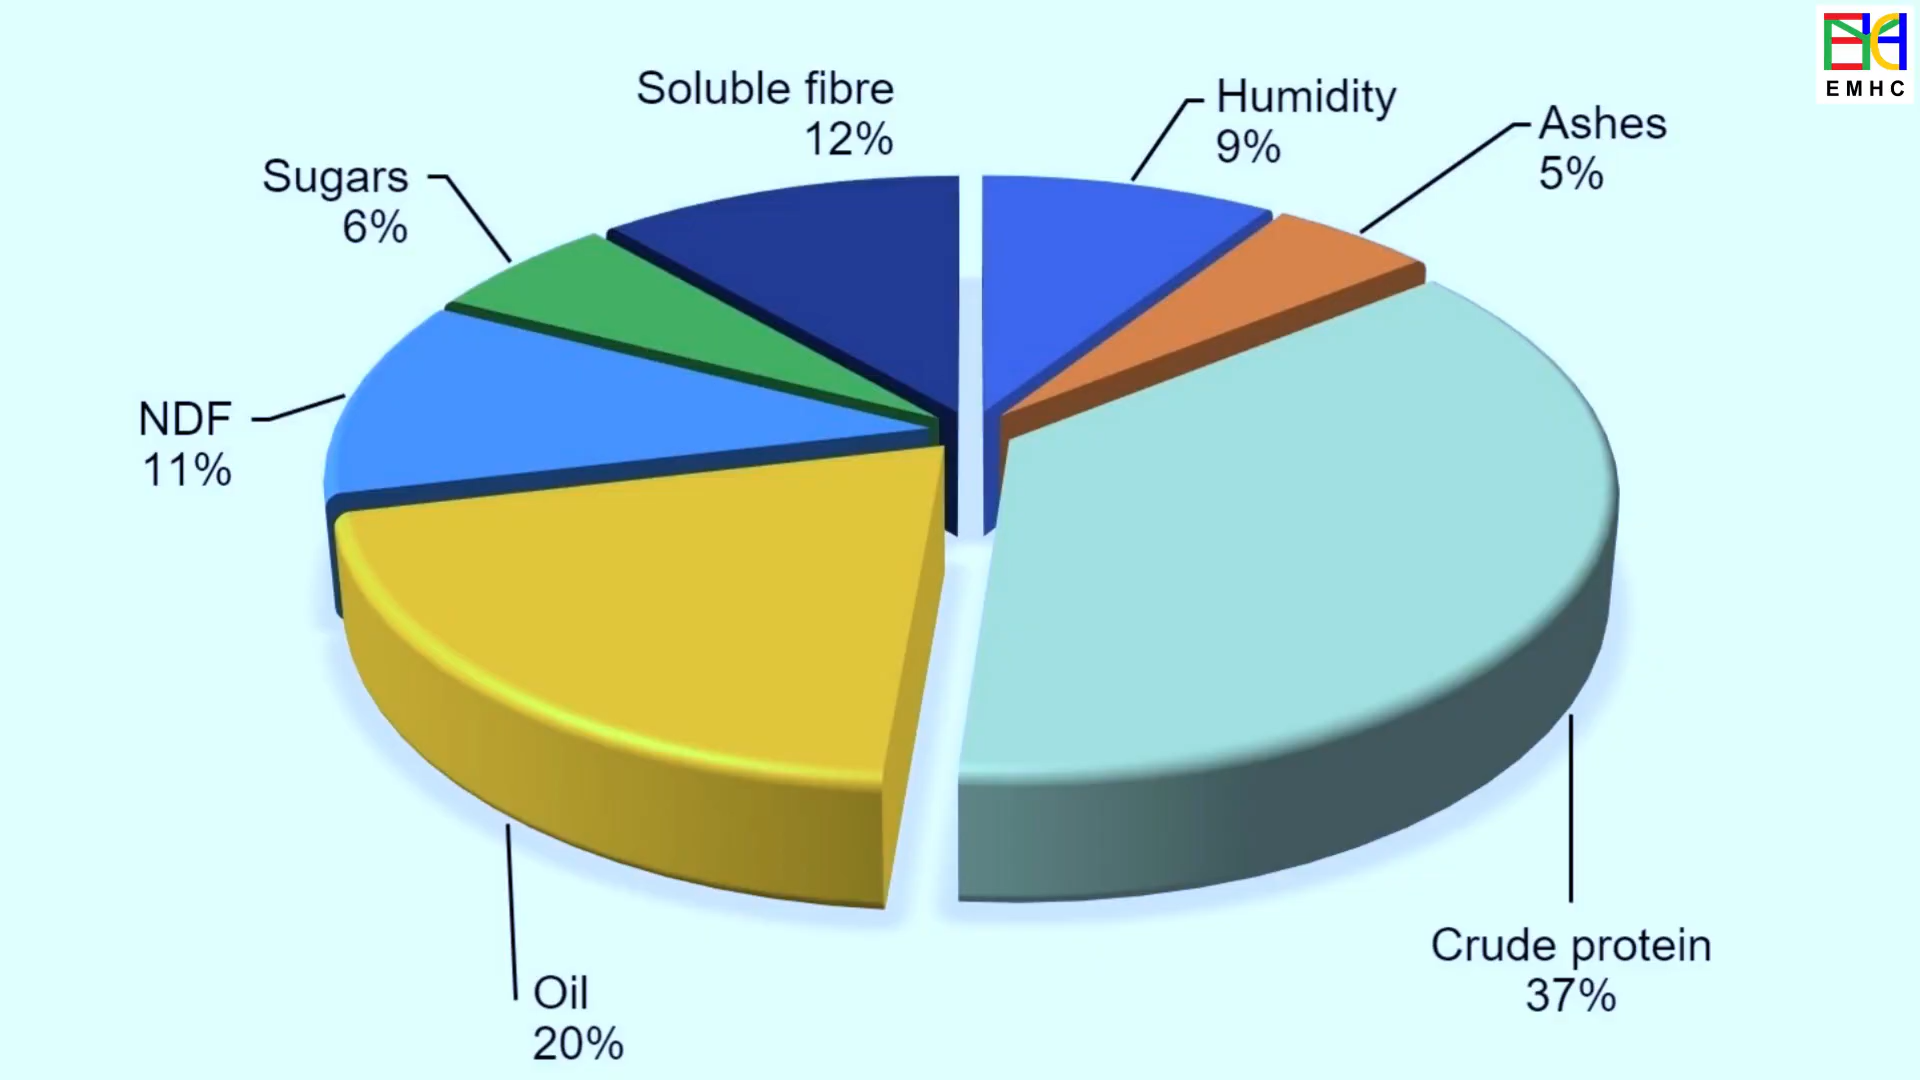 EMHC
Soluble fibre
12%
Humidity
9%
Ashes
5%
Sugars
6%
NDF
11%
Crude protein
37%
Oil
20%